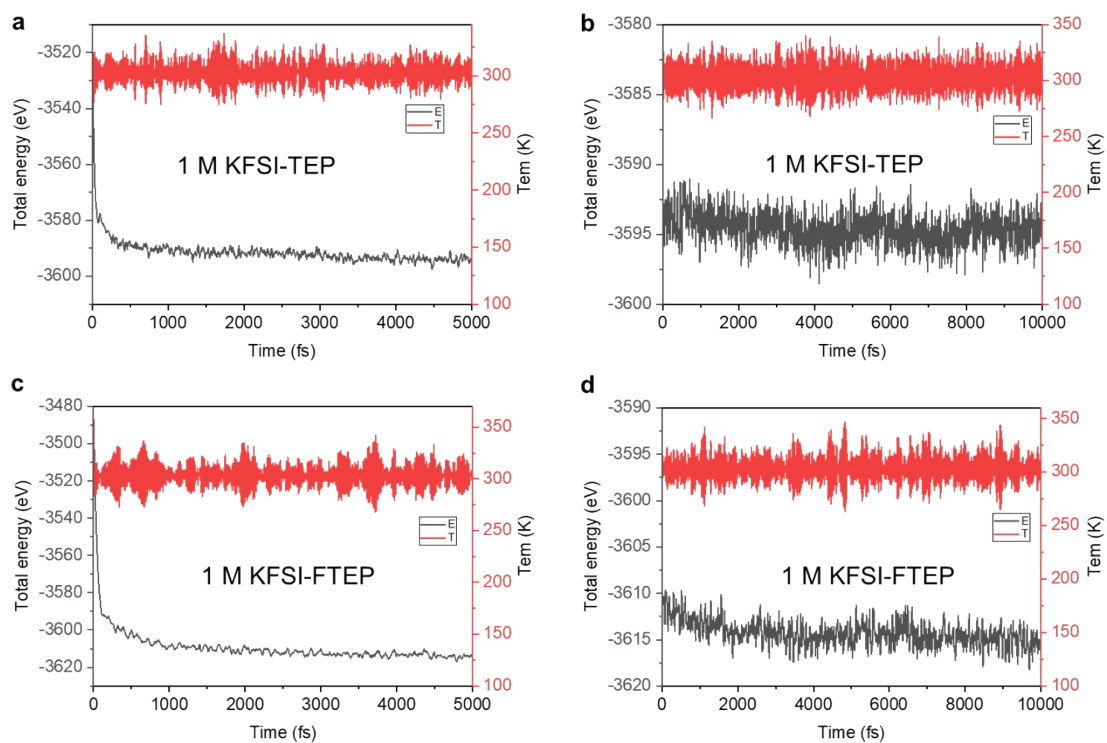 a
-3520
-3540
-3560
-3580
-3600
Total energy (eV)
350
300
250
200
150
100
Tem (K)
E
T
1 M KFSI-TEP
0 1000 2000 3000 4000 5000
Time (fs)
b
-3580
-3585
-3590
-3595
-3600
Total energy (eV)
350
300
250
200
150
100
Tem (K)
E
T
1 M KFSI-TEP
0 2000 4000 6000 8000 10000
Time (fs)
c
-3480
-3500
-3520
-3540
-3560
-3580
-3600
-3620
Total energy (eV)
350
300
250
200
150
100
Tem (K)
E
T
1 M KFSI-FTEP
0 1000 2000 3000 4000 5000
Time (fs)
d
-3590
-3595
-3600
-3605
-3610
-3615
-3620
Total energy (eV)
350
300
250
200
150
100
Tem (K)
E
T
1 M KFSI-FTEP
0 2000 4000 6000 8000 10000
Time (fs)